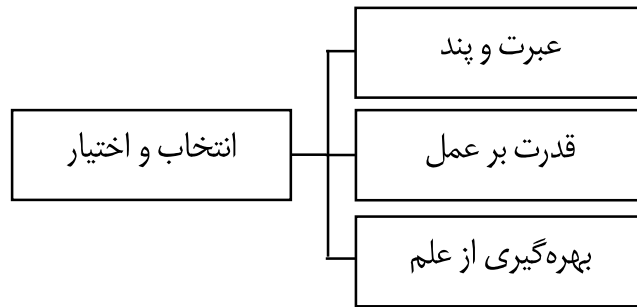 عبرت و پند
قدرت بر عمل
انتخاب و اختیار
بهره‌گیری از علم